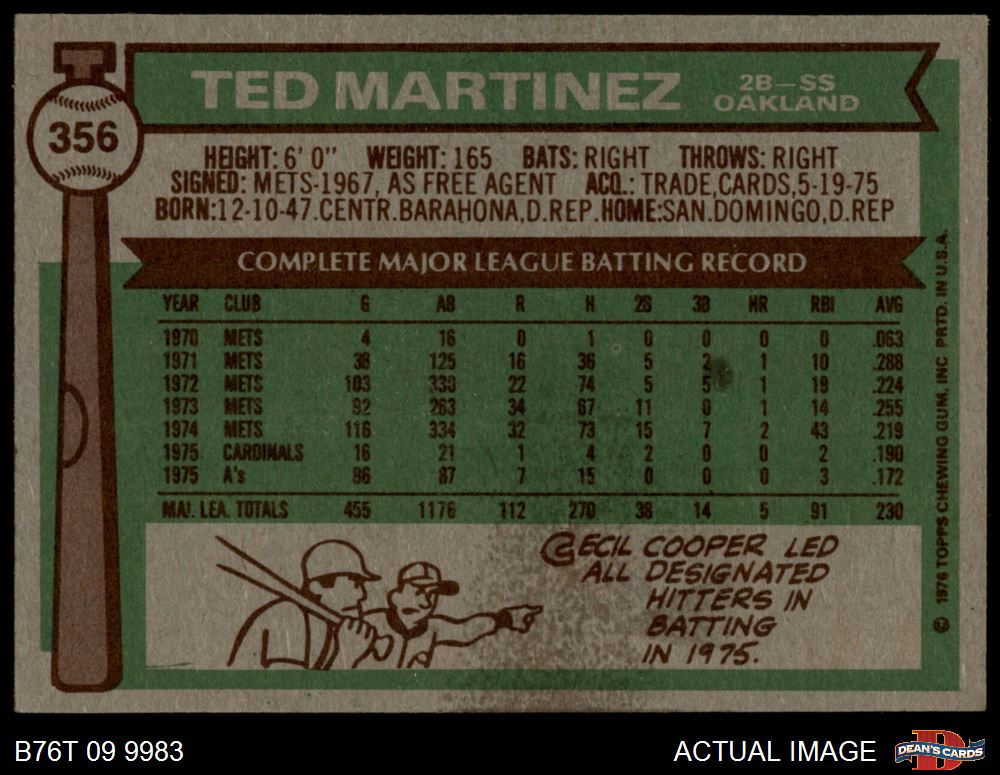 TED MARTINEZ
2B—SS
OAKLAND
356
HEIGHT: 6' 0" WEIGHT: 165 BATS: RIGHT THROWS: RIGHT
SIGNED: METS-1967, AS FREE AGENT ACQ.: TRADE,CARDS,5-19-75
BORN:12-10-47.CENTR.BARAHONA,D.REP.HOME:SAN.DOMINGO,D.REP
COMPLETE MAJOR LEAGUE BATTING RECORD
YEAR CLUB G AB R H 2B 3B HR RBI AVG
1970 METS 4 16 0 1 0 0 0 0 .063
1971 METS 38 125 16 36 5 2 1 10 .288
1972 METS 103 330 22 74 5 5 1 19 .224
1973 METS 92 263 34 67 11 0 1 14 .255
1974 METS 116 334 32 73 15 7 2 43 .219
1975 CARDINALS 16 21 1 4 2 0 0 2 .190
1975 A's 86 87 7 15 0 0 0 3 .172
MAJ. LEA. TOTALS 455 1176 112 270 38 14 5 91 230
CECIL COOPER LED
ALL DESIGNATED
HITTERS IN
BATTING
IN 1975.
© 1976 TOPPS CHEWING GUM, INC PRTD. IN U.S.A.
B76T 09 9983
ACTUAL IMAGE
DEAN'S CARDS